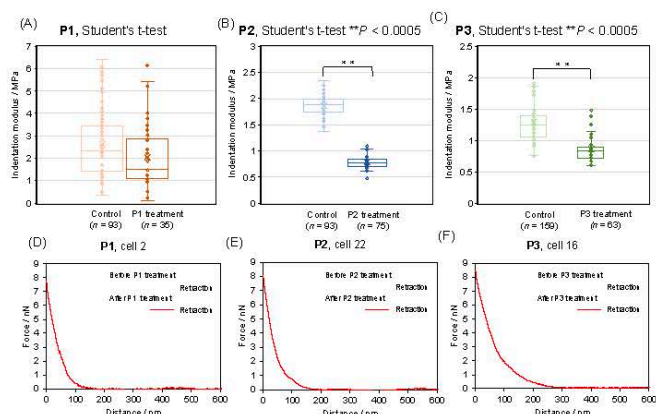 (A) P1, Student's t-test
Indentation modulus / MPa
7
6
5
4
3
2
1
0
Control
(n = 93)
P1 treatment
(n = 35)
(B) P2, Student's t-test **P < 0.0005
Indentation modulus / MPa
3
2.5
2
1.5
1
0.5
0
**
Control
(n = 93)
P2 treatment
(n = 75)
(C) P3, Student's t-test **P < 0.0005
Indentation modulus / MPa
2.5
2
1.5
1
0.5
0
**
Control
(n = 159)
P3 treatment
(n = 63)
(D) P1, cell 2
Force / nN
9
8
7
6
5
4
3
2
1
0
Before P1 treatment
Retraction
After P1 treatment
Retraction
0 100 200 300 400 500 600
Distance / nm
(E) P2, cell 22
Force / nN
9
8
7
6
5
4
3
2
1
0
Before P2 treatment
Retraction
After P2 treatment
Retraction
0 100 200 300 400 500 600
Distance / nm
(F) P3, cell 16
Force / nN
9
8
7
6
5
4
3
2
1
0
Before P3 treatment
Retraction
After P3 treatment
Retraction
0 100 200 300 400 500 600
Distance / nm